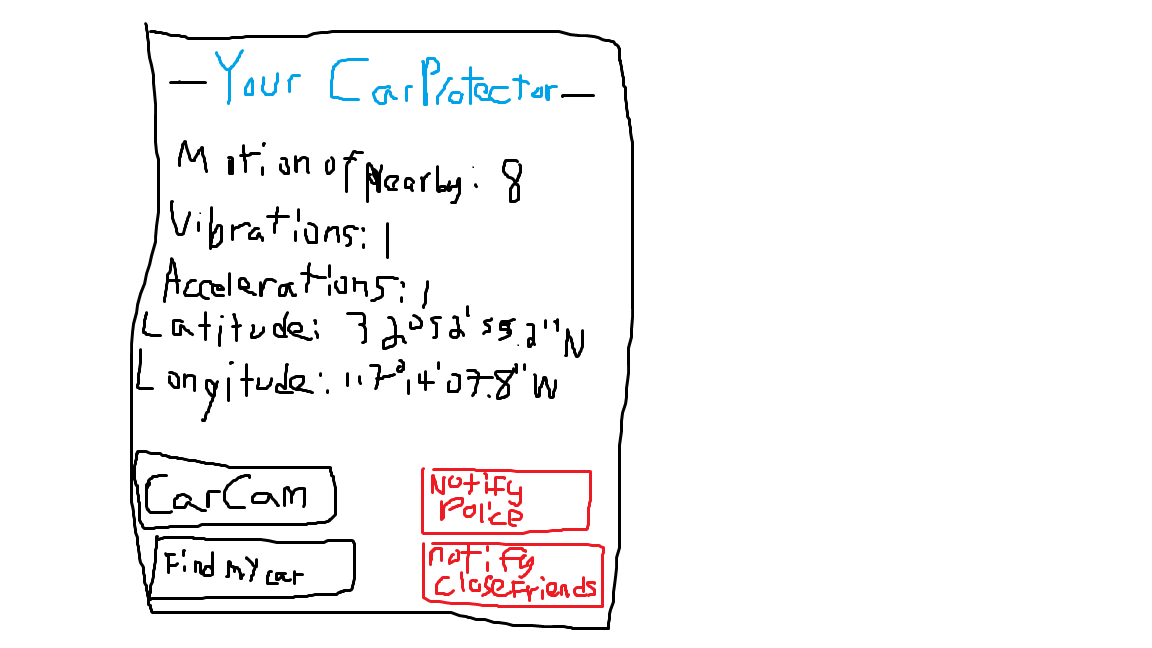 — Your CarProtector —
Motion of Nearby: 8
Vibrations: 1
Accelerations: 1
Latitude: 32°52'55.2"N
Longitude: 117°14'07.8"W
CarCam
Find my car
Notify
Police
notify
closeFriends